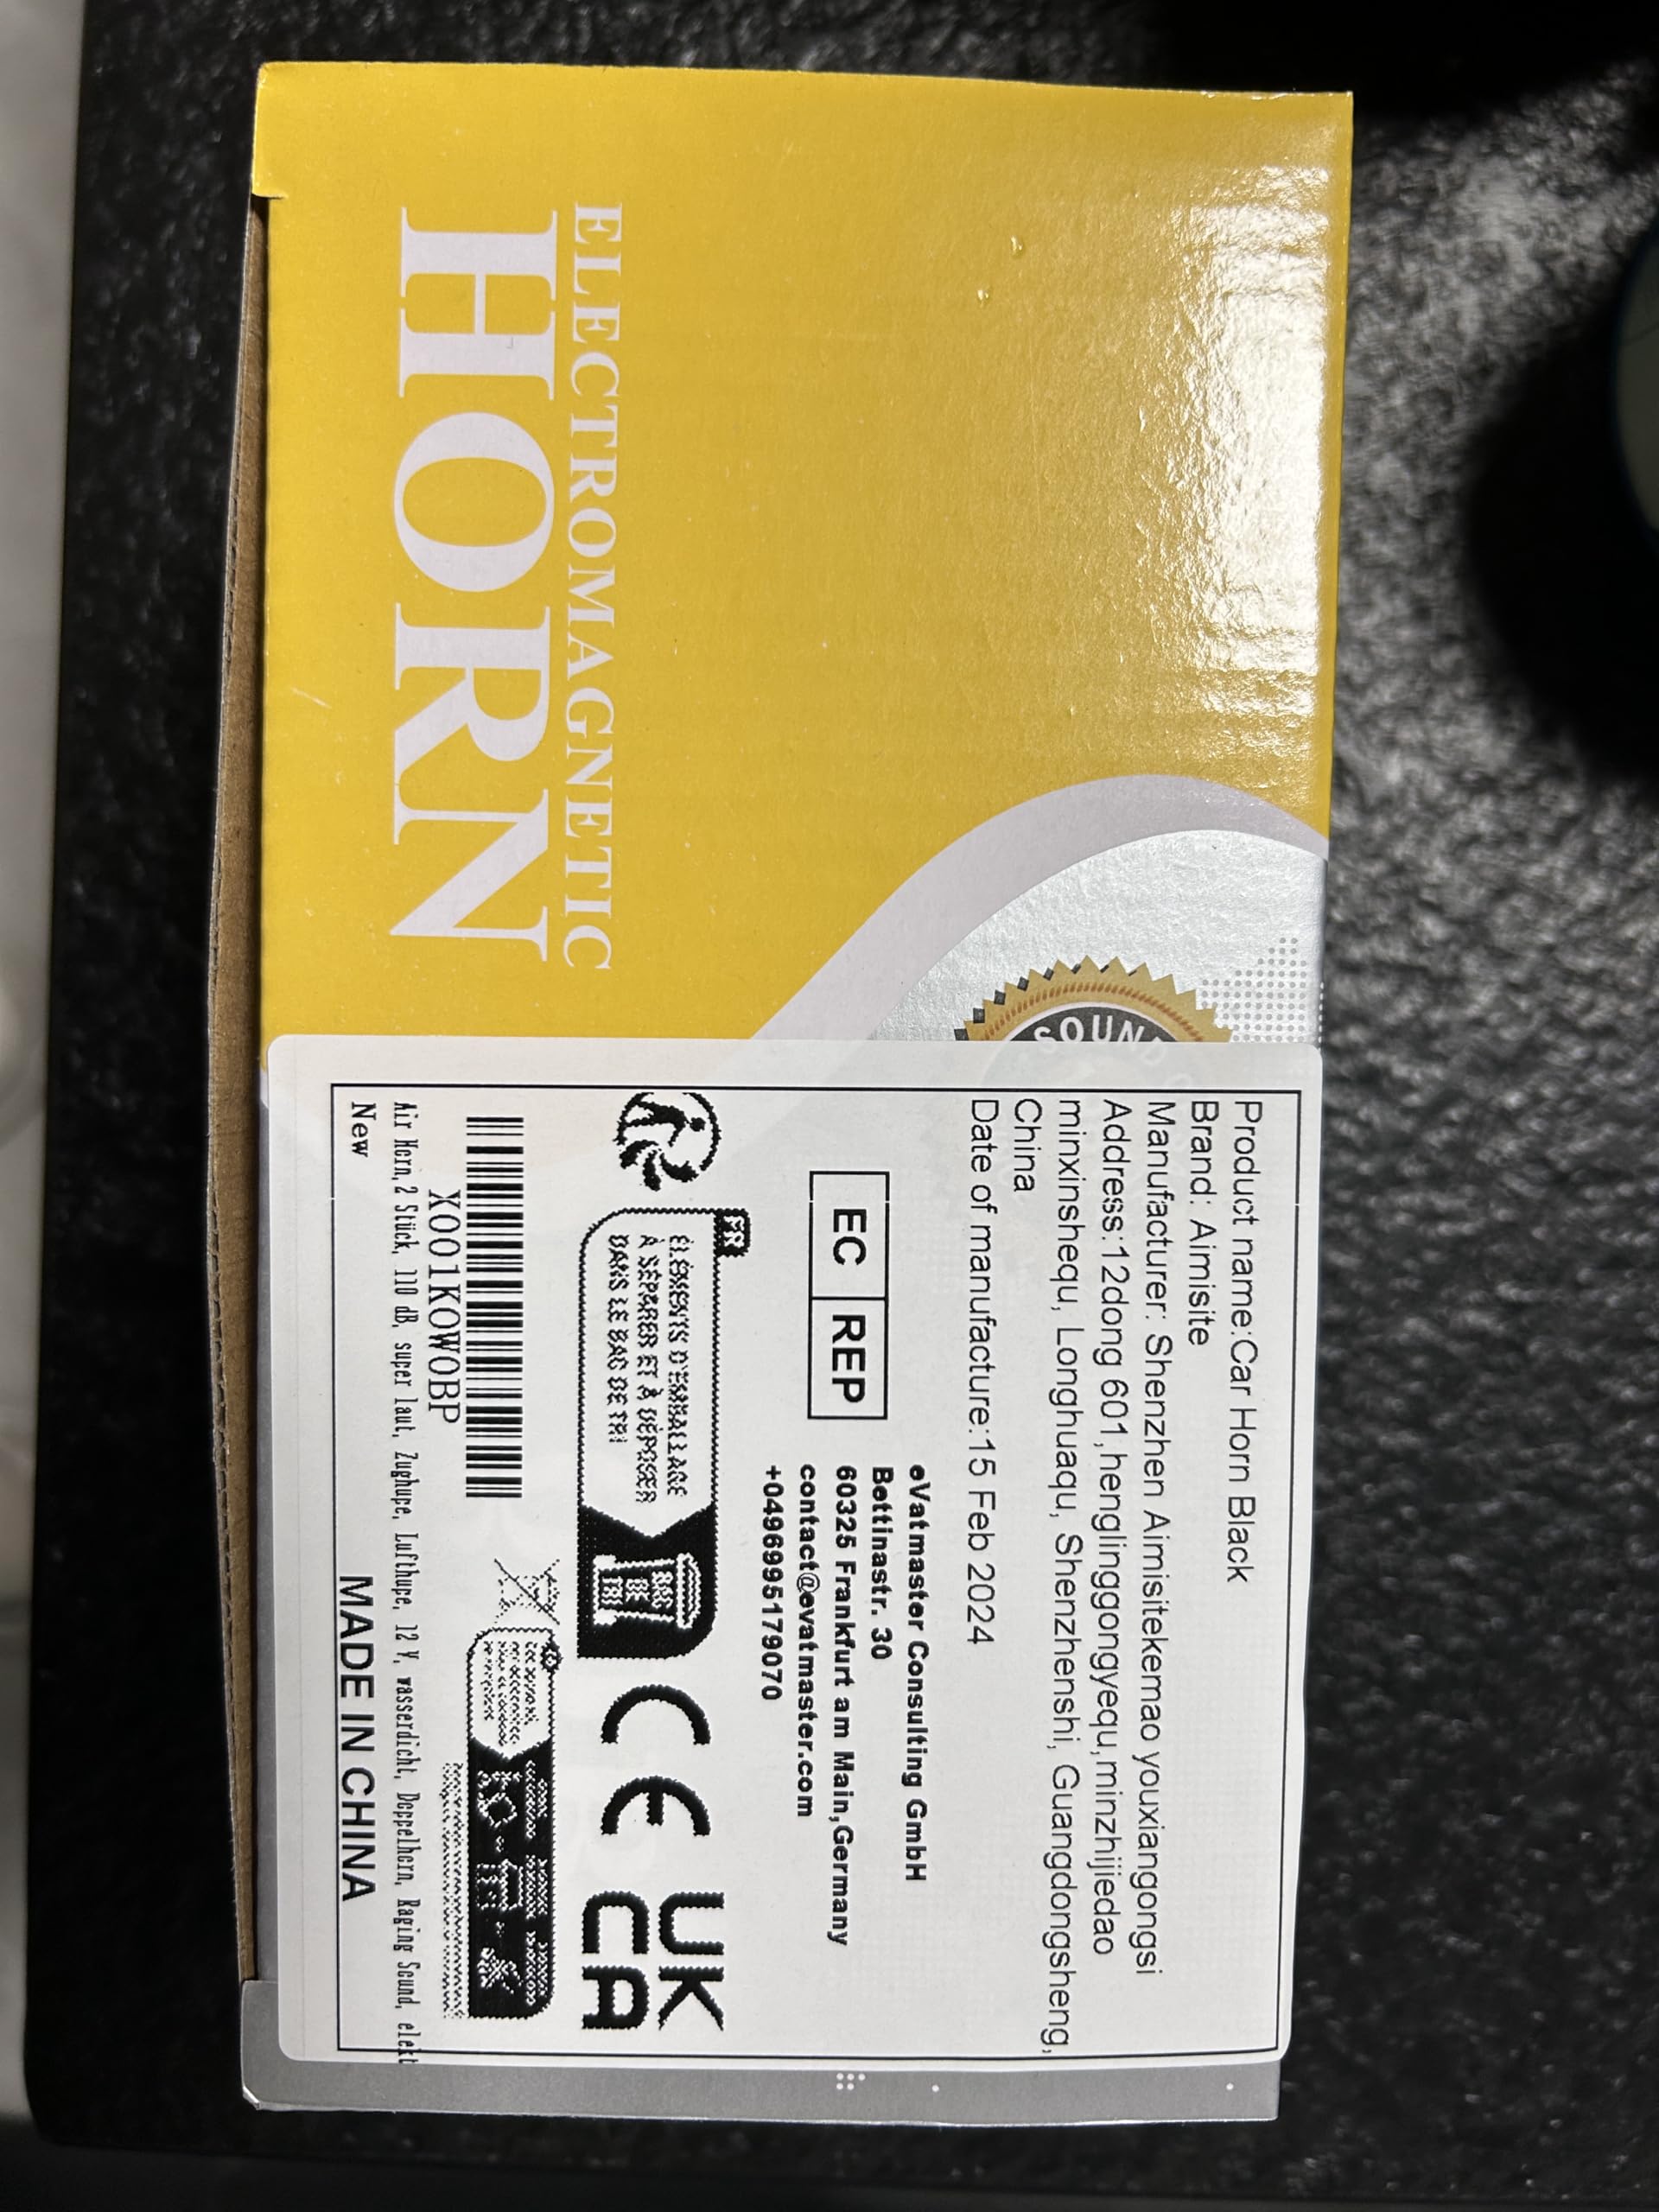 ELECTROMAGNETIC
HORN
SOUND
Product name:Car Horn Black
Brand: Aimisite
Manufacturer: Shenzhen Aimisitekemao youxiangongsi
Address:12dong 601,henglinggongyequ,minzhijiedao
minxinshequ, Longhuaqu, Shenzhenshi, Guangdongsheng,
China
Date of manufacture:15 Feb 2024
EC REP
eVatmaster Consulting GmbH
Bettinastr. 30
60325 Frankfurt am Main,Germany
contact@evatmaster.com
+0496995179070
FR
ÉLÉMENTS D'EMBALLAGE
À SÉPARER ET À DÉPOSER
DANS LE BAC DE TRI
BAC
DE
TRI
CE
UK
CA
X001KOW0BP
Air Horn, 2 Stück, 110 dB, super laut, Zughupe, Lufthupe, 12 V, wasserdicht, Doppelhorn, Raging Sound, elekt
New
MADE IN CHINA